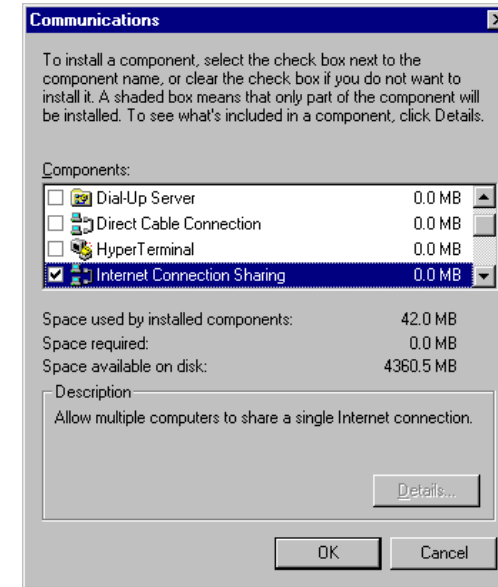 Communications
To install a component, select the check box next to the
component name, or clear the check box if you do not want to
install it. A shaded box means that only part of the component will
be installed. To see what's included in a component, click Details.
Components:
Dial-Up Server 0.0 MB
Direct Cable Connection 0.0 MB
HyperTerminal 0.0 MB
Internet Connection Sharing 0.0 MB
Space used by installed components: 42.0 MB
Space required: 0.0 MB
Space available on disk: 4360.5 MB
Description
Allow multiple computers to share a single Internet connection.
Details...
OK Cancel